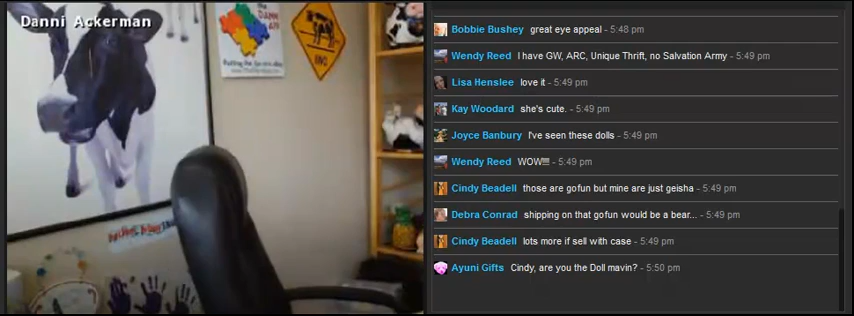 Danni Ackerman
XING
Bobbie Bushey great eye appeal - 5:48 pm
Wendy Reed I have GW, ARC, Unique Thrift, no Salvation Army - 5:49 pm
Lisa Henslee love it - 5:49 pm
Kay Woodard she's cute. - 5:49 pm
Joyce Banbury I've seen these dolls - 5:49 pm
Wendy Reed WOW!!! - 5:49 pm
Cindy Beadell those are gofun but mine are just geisha - 5:49 pm
Debra Conrad shipping on that gofun would be a bear... - 5:49 pm
Cindy Beadell lots more if sell with case - 5:49 pm
Ayuni Gifts Cindy, are you the Doll mavin? - 5:50 pm